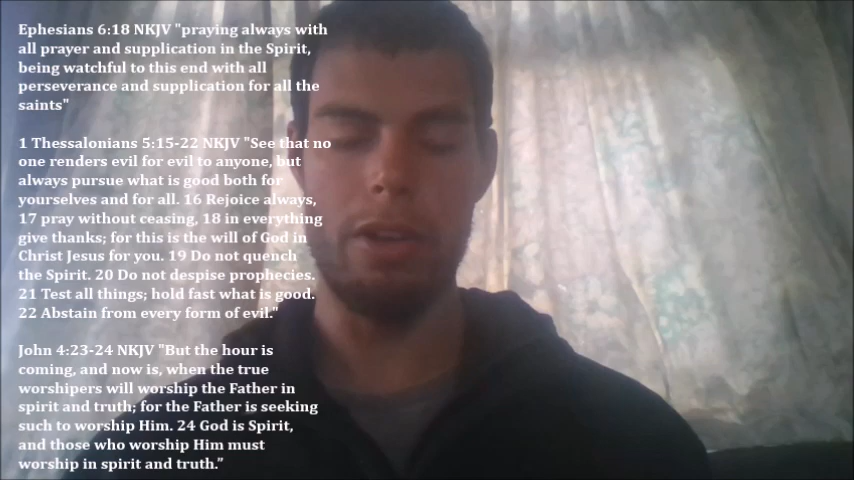 Ephesians 6:18 NKJV "praying always with
all prayer and supplication in the Spirit,
being watchful to this end with all
perseverance and supplication for all the
saints"
1 Thessalonians 5:15-22 NKJV "See that no
one renders evil for evil to anyone, but
always pursue what is good both for
yourselves and for all. 16 Rejoice always,
17 pray without ceasing, 18 in everything
give thanks; for this is the will of God in
Christ Jesus for you. 19 Do not quench
the Spirit. 20 Do not despise prophecies.
21 Test all things; hold fast what is good.
22 Abstain from every form of evil."
John 4:23-24 NKJV "But the hour is
coming, and now is, when the true
worshipers will worship the Father in
spirit and truth; for the Father is seeking
such to worship Him. 24 God is Spirit,
and those who worship Him must
worship in spirit and truth."